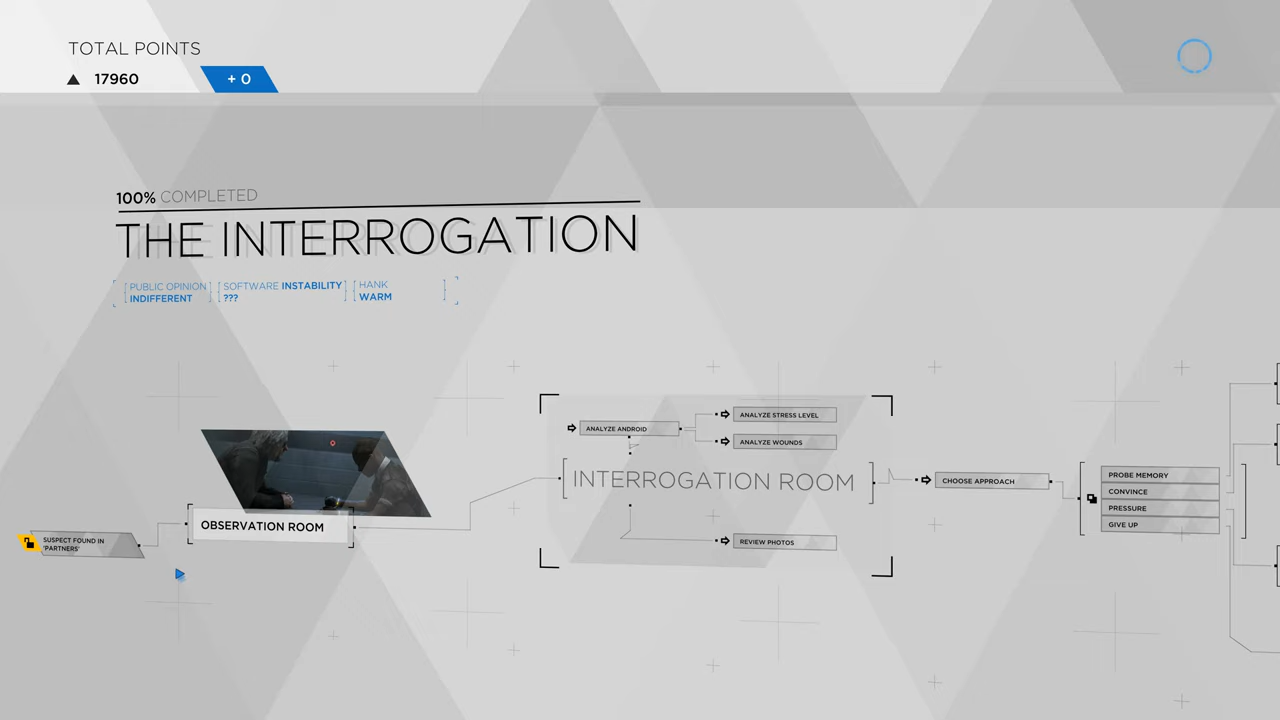 TOTAL POINTS
17960
+ 0
100% COMPLETED
THE INTERROGATION
PUBLIC OPINION
INDIFFERENT
SOFTWARE INSTABILITY
???
HANK
WARM
SUSPECT FOUND IN
'PARTNERS'
OBSERVATION ROOM
ANALYZE ANDROID
ANALYZE STRESS LEVEL
ANALYZE WOUNDS
INTERROGATION ROOM
REVIEW PHOTOS
CHOOSE APPROACH
PROBE MEMORY
CONVINCE
PRESSURE
GIVE UP